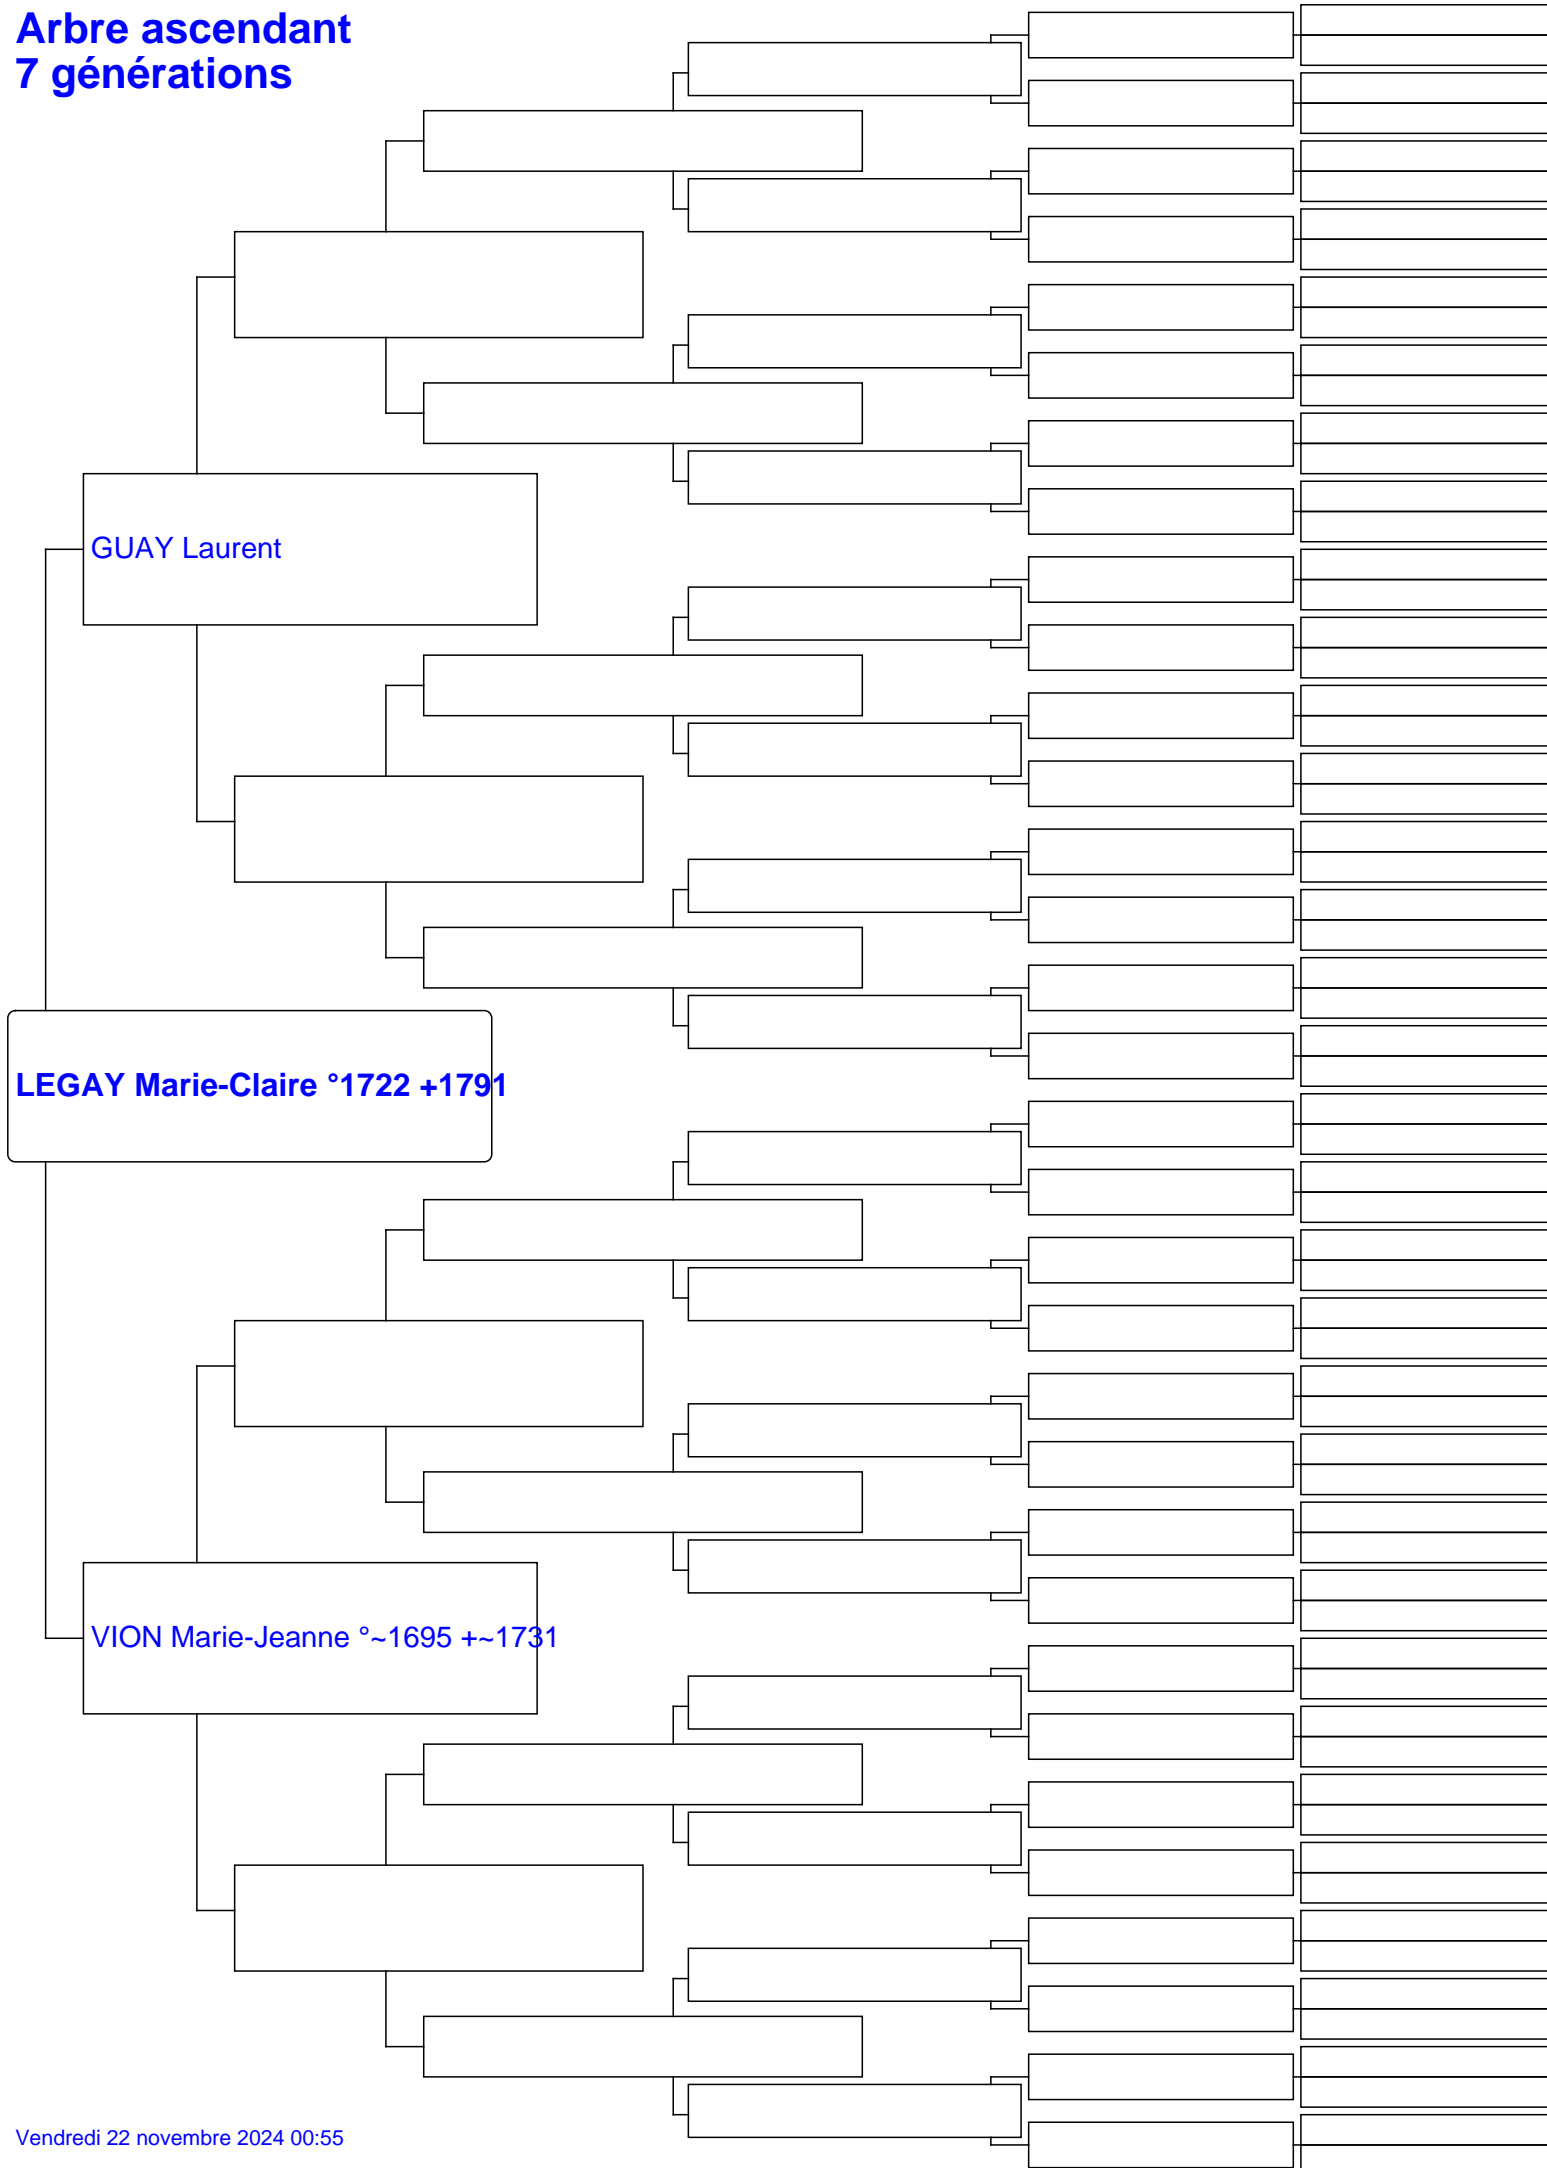 Arbre ascendant
7 générations
GUAY Laurent
LEGAY Marie-Claire °1722 +1791
VION Marie-Jeanne °~1695 +~1731
Vendredi 22 novembre 2024 00:55